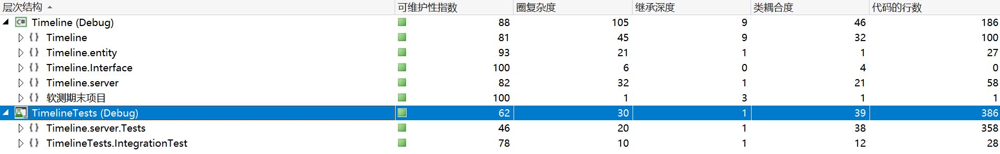 层次结构 可维护性指数 圈复杂度 继承深度 类耦合度 代码的行数
C# Timeline (Debug) 88 105 9 46 186
{ } Timeline 81 45 9 32 100
{ } Timeline.entity 93 21 1 1 27
{ } Timeline.Interface 100 6 0 4 0
{ } Timeline.server 82 32 1 21 58
{ } 软测期末项目 100 1 3 1 1
TimelineTests (Debug) 62 30 1 39 386
{ } Timeline.server.Tests 46 20 1 38 358
{ } TimelineTests.IntegrationTest 78 10 1 12 28